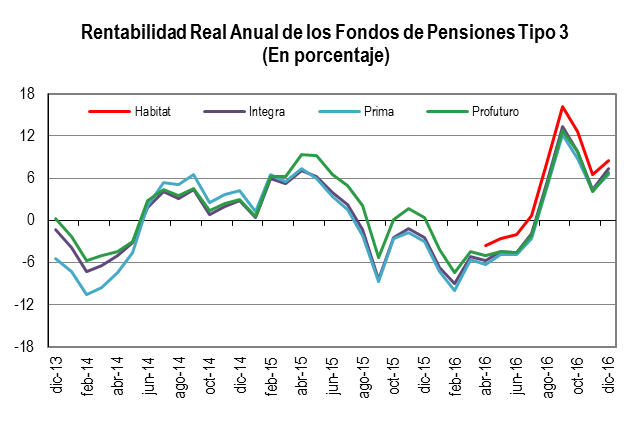 Rentabilidad Real Anual de los Fondos de Pensiones Tipo 3
(En porcentaje)
18
Habitat Integra Prima Profuturo
12
6
0
-6
-12
-18
dic-13 feb-14 abr-14 jun-14 ago-14 oct-14 dic-14 feb-15 abr-15 jun-15 ago-15 oct-15 dic-15 feb-16 abr-16 jun-16 ago-16 oct-16 dic-16